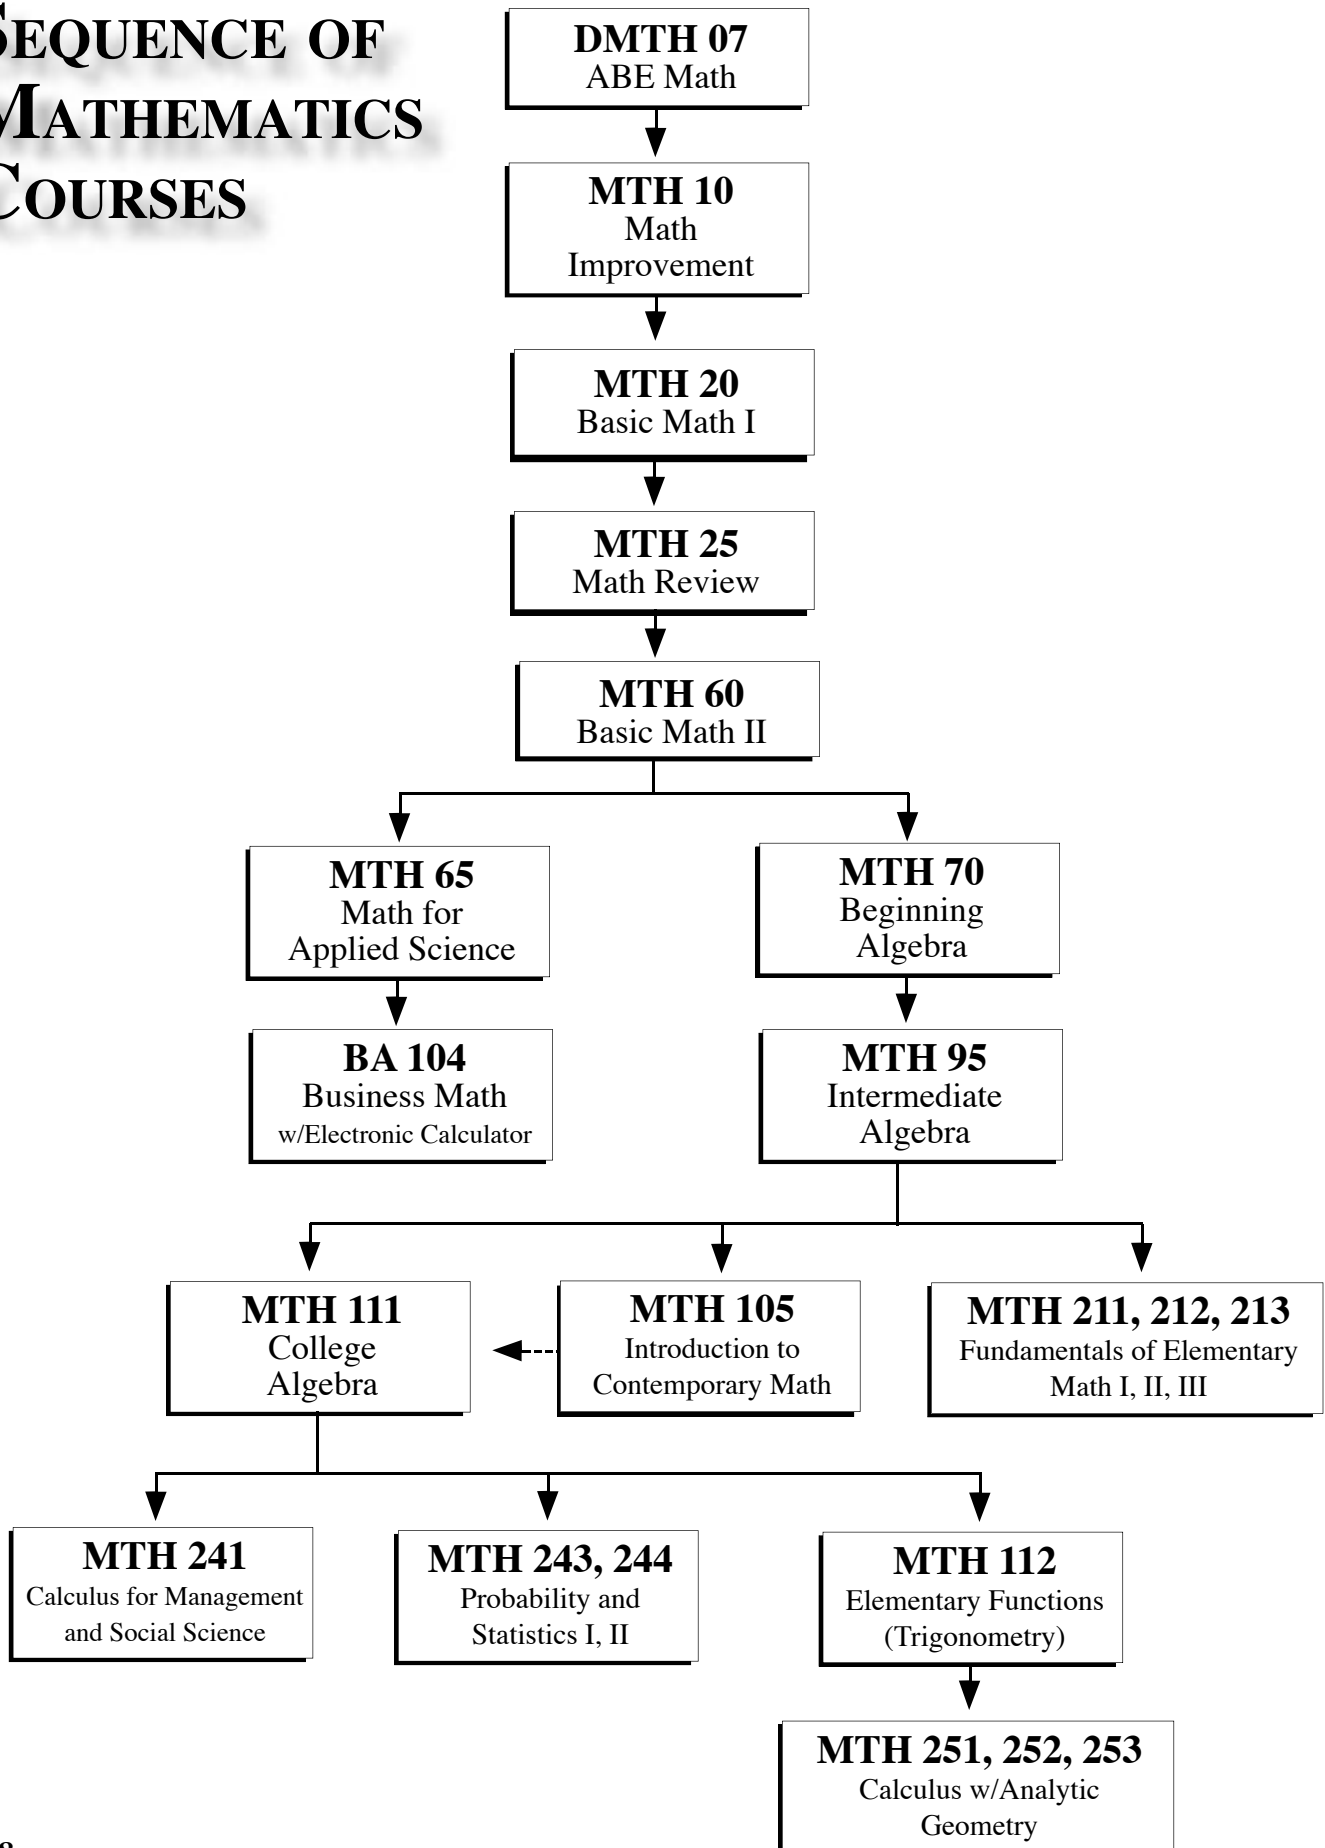 SEQUENCE OF
MATHEMATICS
COURSES
DMTH 07
ABE Math
MTH 10
Math
Improvement
MTH 20
Basic Math I
MTH 25
Math Review
MTH 60
Basic Math II
MTH 65
Math for
Applied Science
MTH 70
Beginning
Algebra
BA 104
Business Math
w/Electronic Calculator
MTH 95
Intermediate
Algebra
MTH 111
College
Algebra
MTH 105
Introduction to
Contemporary Math
MTH 211, 212, 213
Fundamentals of Elementary
Math I, II, III
MTH 241
Calculus for Management
and Social Science
MTH 243, 244
Probability and
Statistics I, II
MTH 112
Elementary Functions
(Trigonometry)
MTH 251, 252, 253
Calculus w/Analytic
Geometry